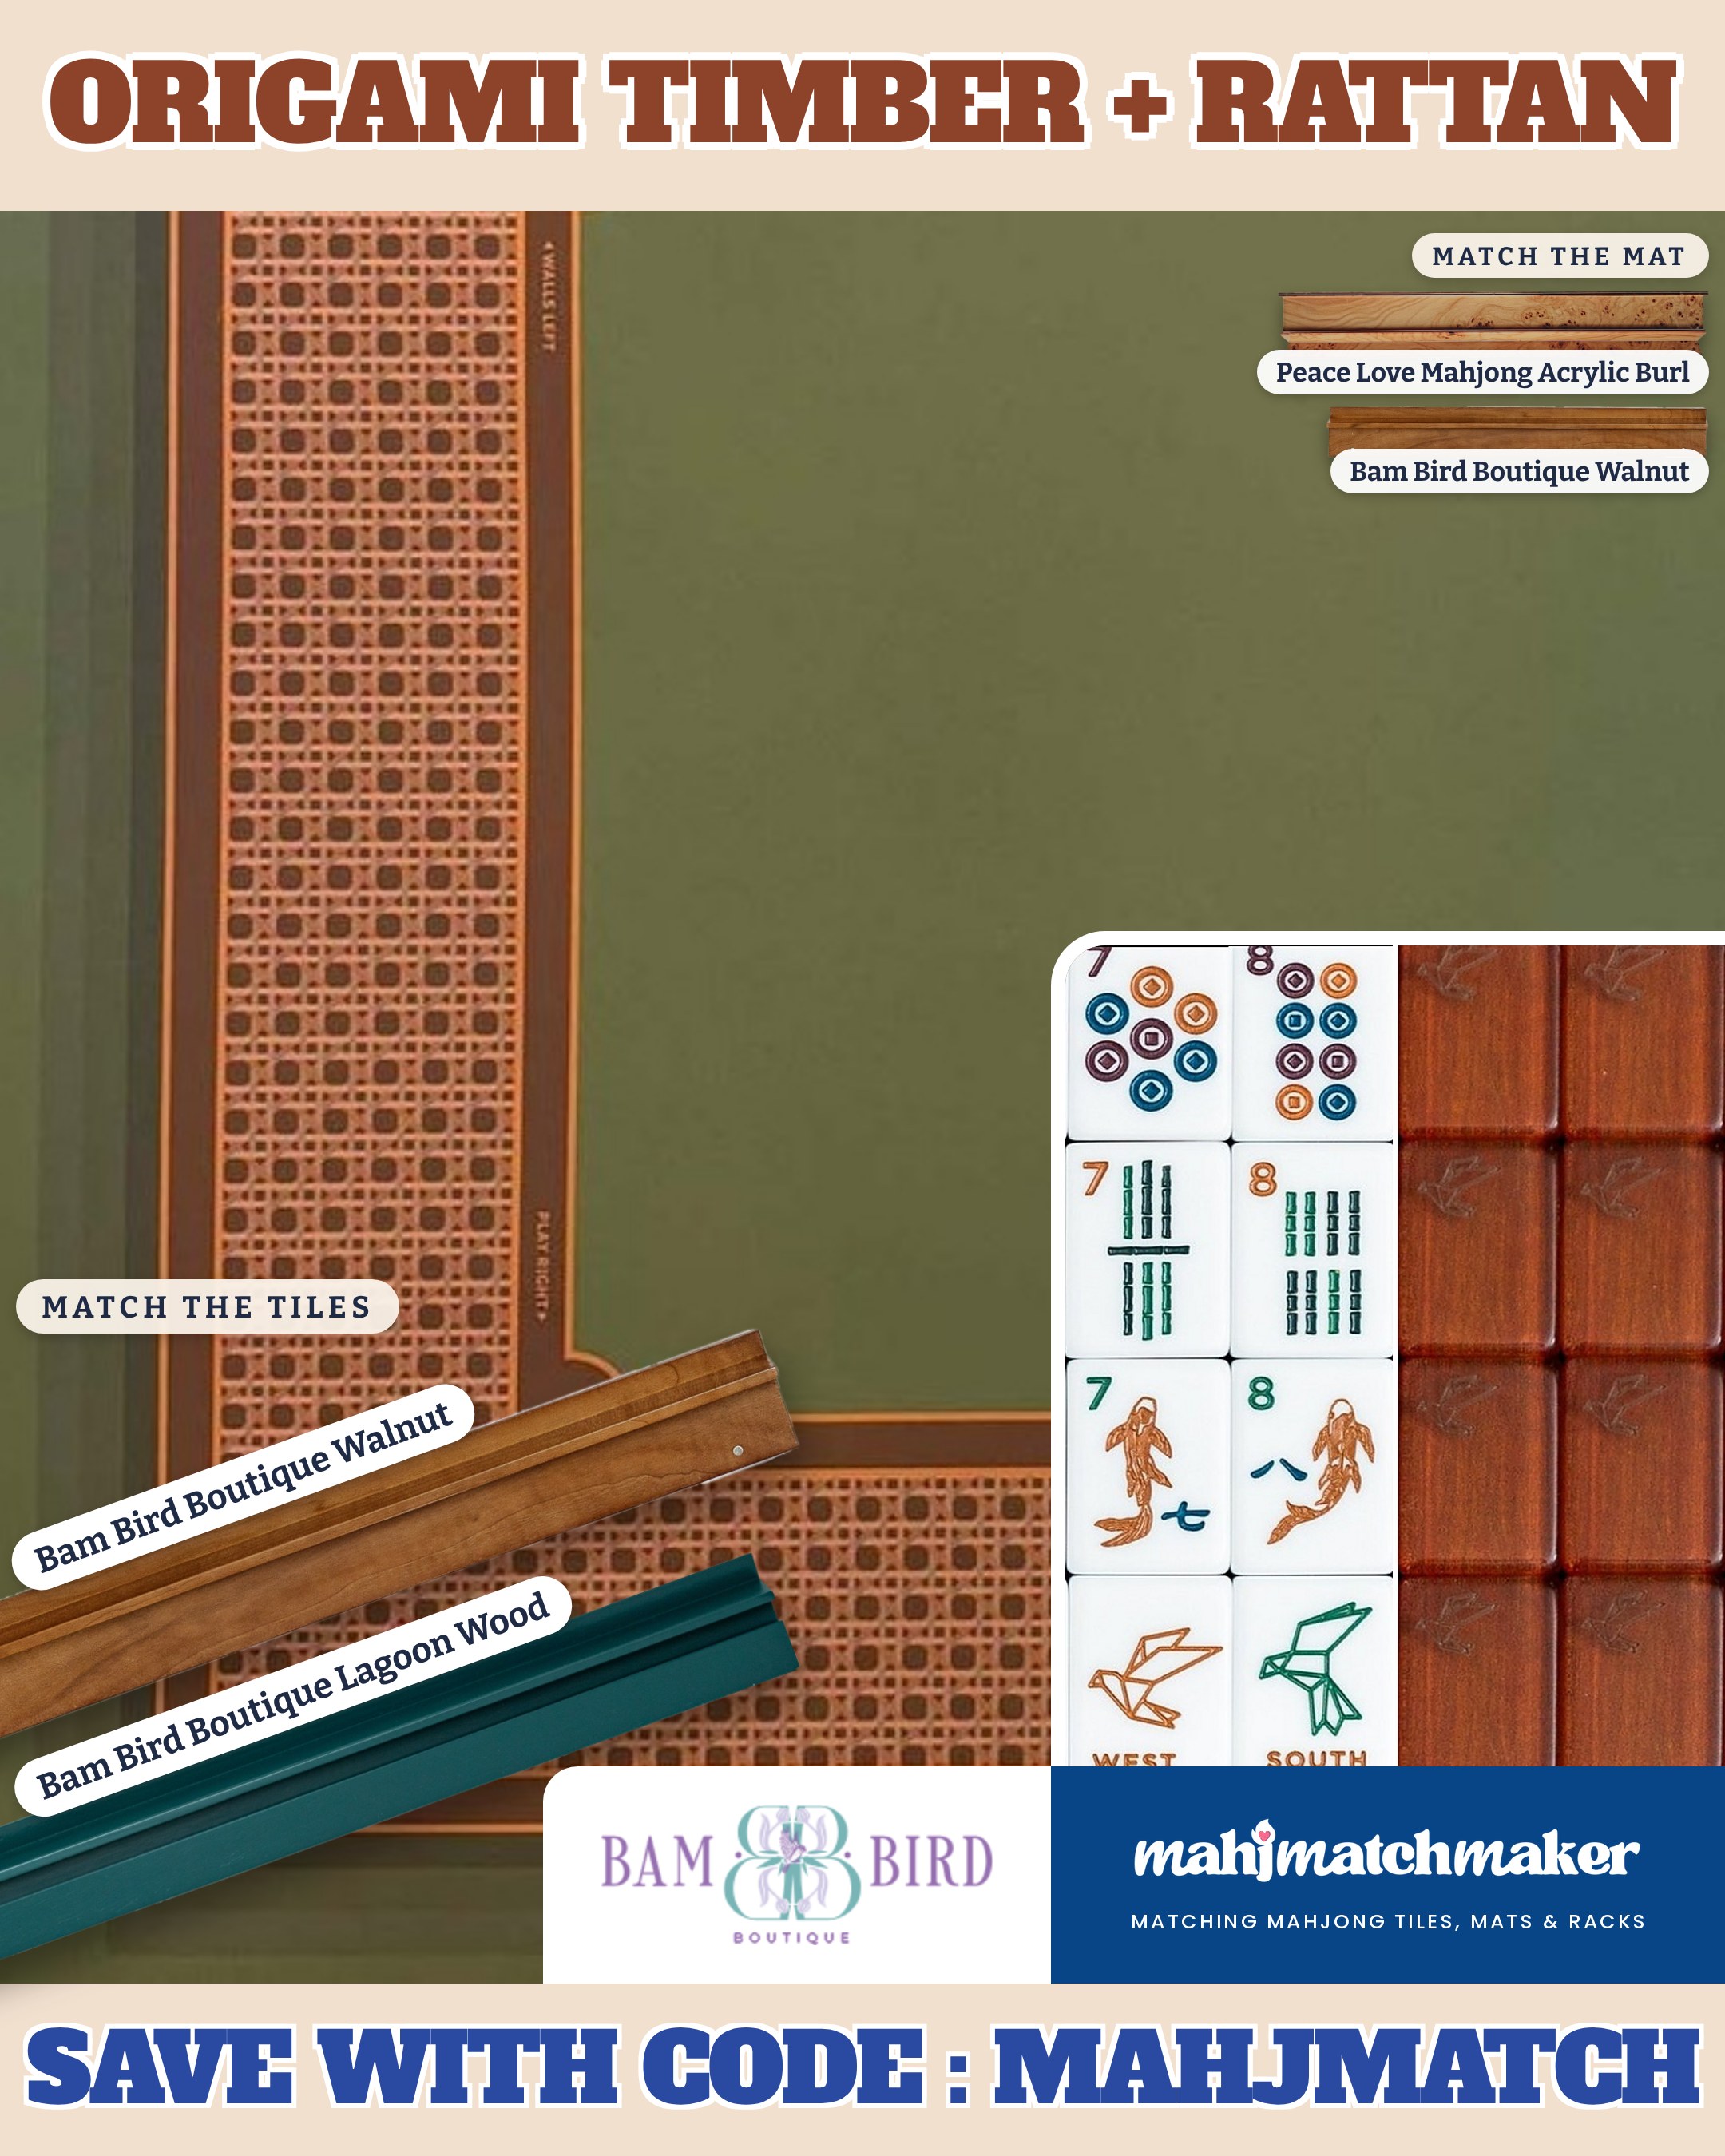 ORIGAMI TIMBER + RATTAN
◂ WALLS LEFT
MATCH THE MAT
Peace Love Mahjong Acrylic Burl
Bam Bird Boutique Walnut
7 8
7 8
7 8
七 八
WEST SOUTH
PLAY RIGHT ▸
MATCH THE TILES
Bam Bird Boutique Walnut
Bam Bird Boutique Lagoon Wood
BAM BIRD
BOUTIQUE
mahjmatchmaker
MATCHING MAHJONG TILES, MATS & RACKS
SAVE WITH CODE : MAHJMATCH